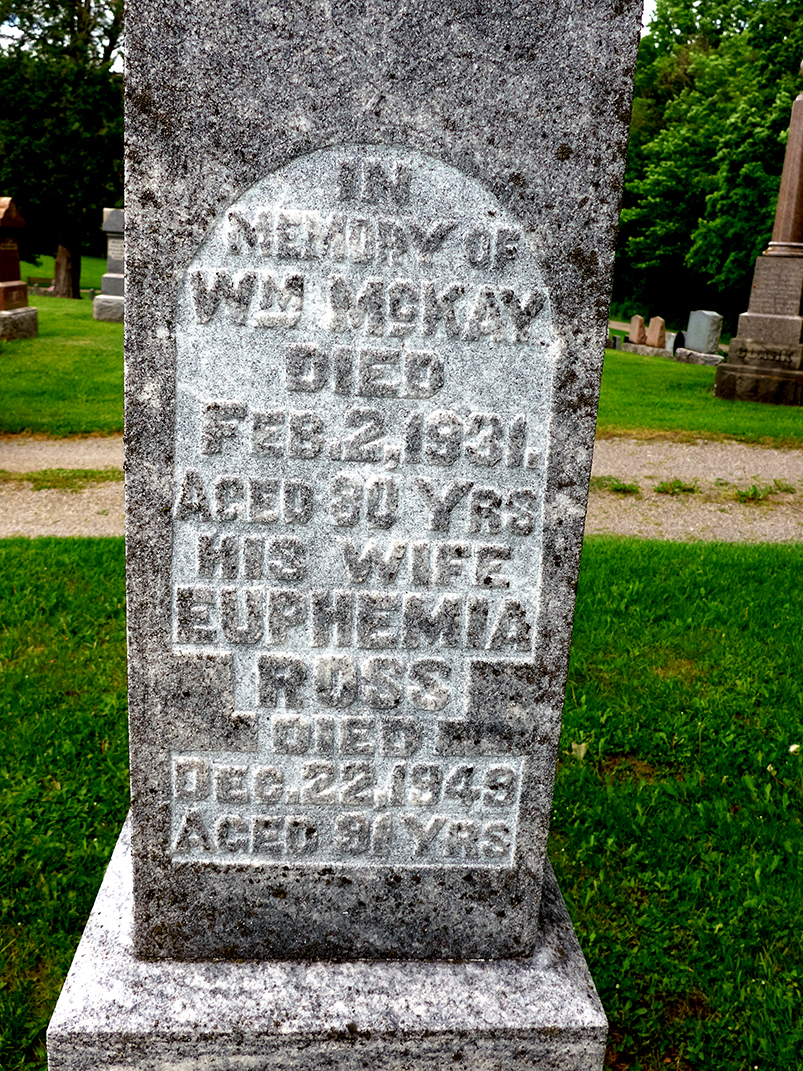 IN
MEMORY OF
WM MCKAY
DIED
FEB. 2, 1931.
AGED 80 YRS
HIS WIFE
EUPHEMIA
ROSS
DIED
DEC. 22, 1943
AGED 91 YRS